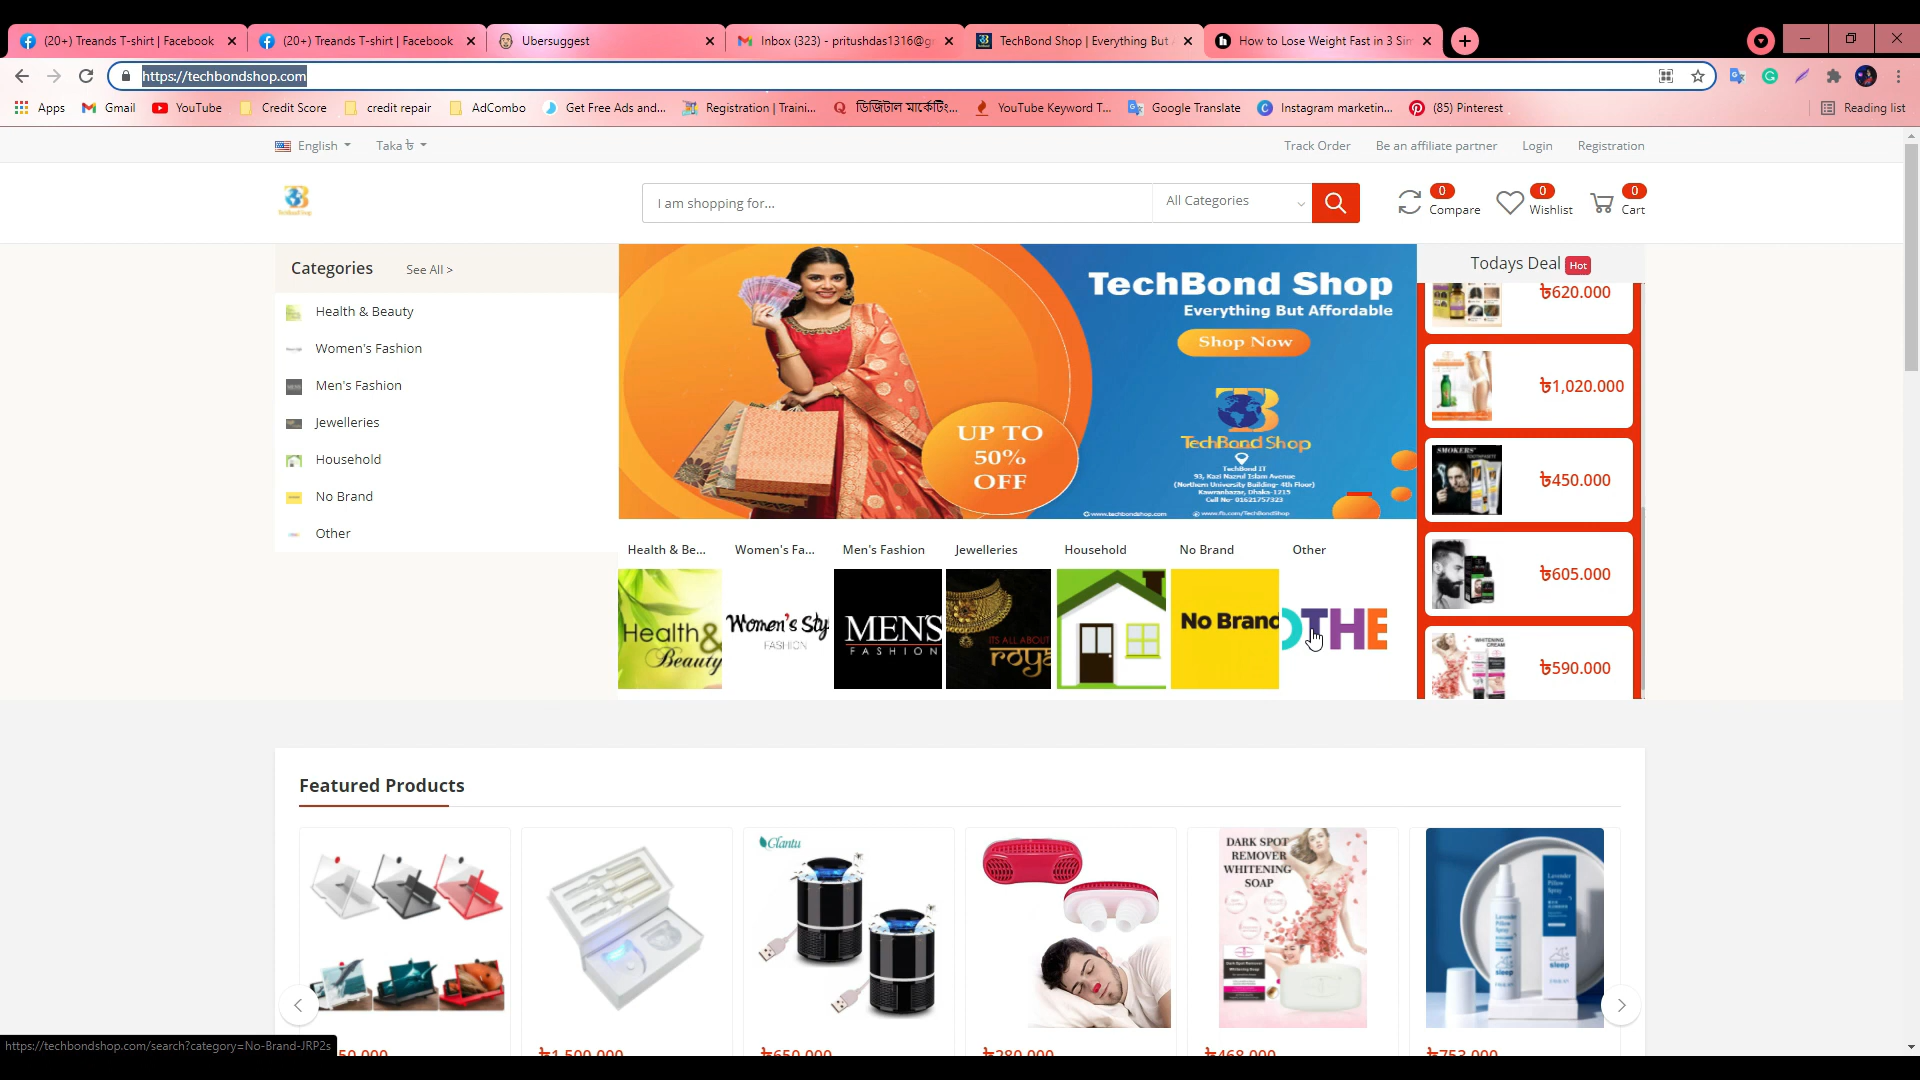 (20+) Treands T-shirt | Facebook
(20+) Treands T-shirt | Facebook
Ubersuggest
Inbox (323) - pritushdas1316@g
TechBond Shop | Everything But
How to Lose Weight Fast in 3 Sim
https://techbondshop.com
Apps
Gmail
YouTube
Credit Score
credit repair
AdCombo
Get Free Ads and...
Registration | Traini...
ডিজিটাল মার্কেটিং...
YouTube Keyword T...
Google Translate
Instagram marketin...
(85) Pinterest
Reading list
English
Taka ৳
Track Order
Be an affiliate partner
Login
Registration
TechBond Shop
I am shopping for...
All Categories
0
Compare
0
Wishlist
0
Cart
Categories
See All >
Health & Beauty
Women's Fashion
Men's Fashion
Jewelleries
Household
No Brand
Other
TechBond Shop
Everything But Affordable
Shop Now
UP TO
50%
OFF
TB
TechBond Shop
TechBond IT
93, Kazi Nazrul Islam Avenue
(Northern University Building- 4th Floor)
Kawranbazar, Dhaka-1215
Call No- 01621757323
www.techbondshop.com
www.fb.com/TechBondShop
Todays Deal Hot
৳620.000
৳1,020.000
SMOKERS'
৳450.000
৳605.000
WHITENING
CREAM
৳590.000
Health & Be...
Women's Fa...
Men's Fashion
Jewelleries
Household
No Brand
Other
Health&
Beauty
Women's Sty
FASHION
MEN'S
FASHION
ITS ALL ABOUT
roya
No Brand
OTHE
Featured Products
Glantu
DARK SPOT
REMOVER
WHITENING
SOAP
Lavender
Pillow
Spray
sleep
sleep
50.000
৳1,500.000
৳650.000
৳280.000
৳468.000
৳753.000
https://techbondshop.com/search?category=No-Brand-JRP2s